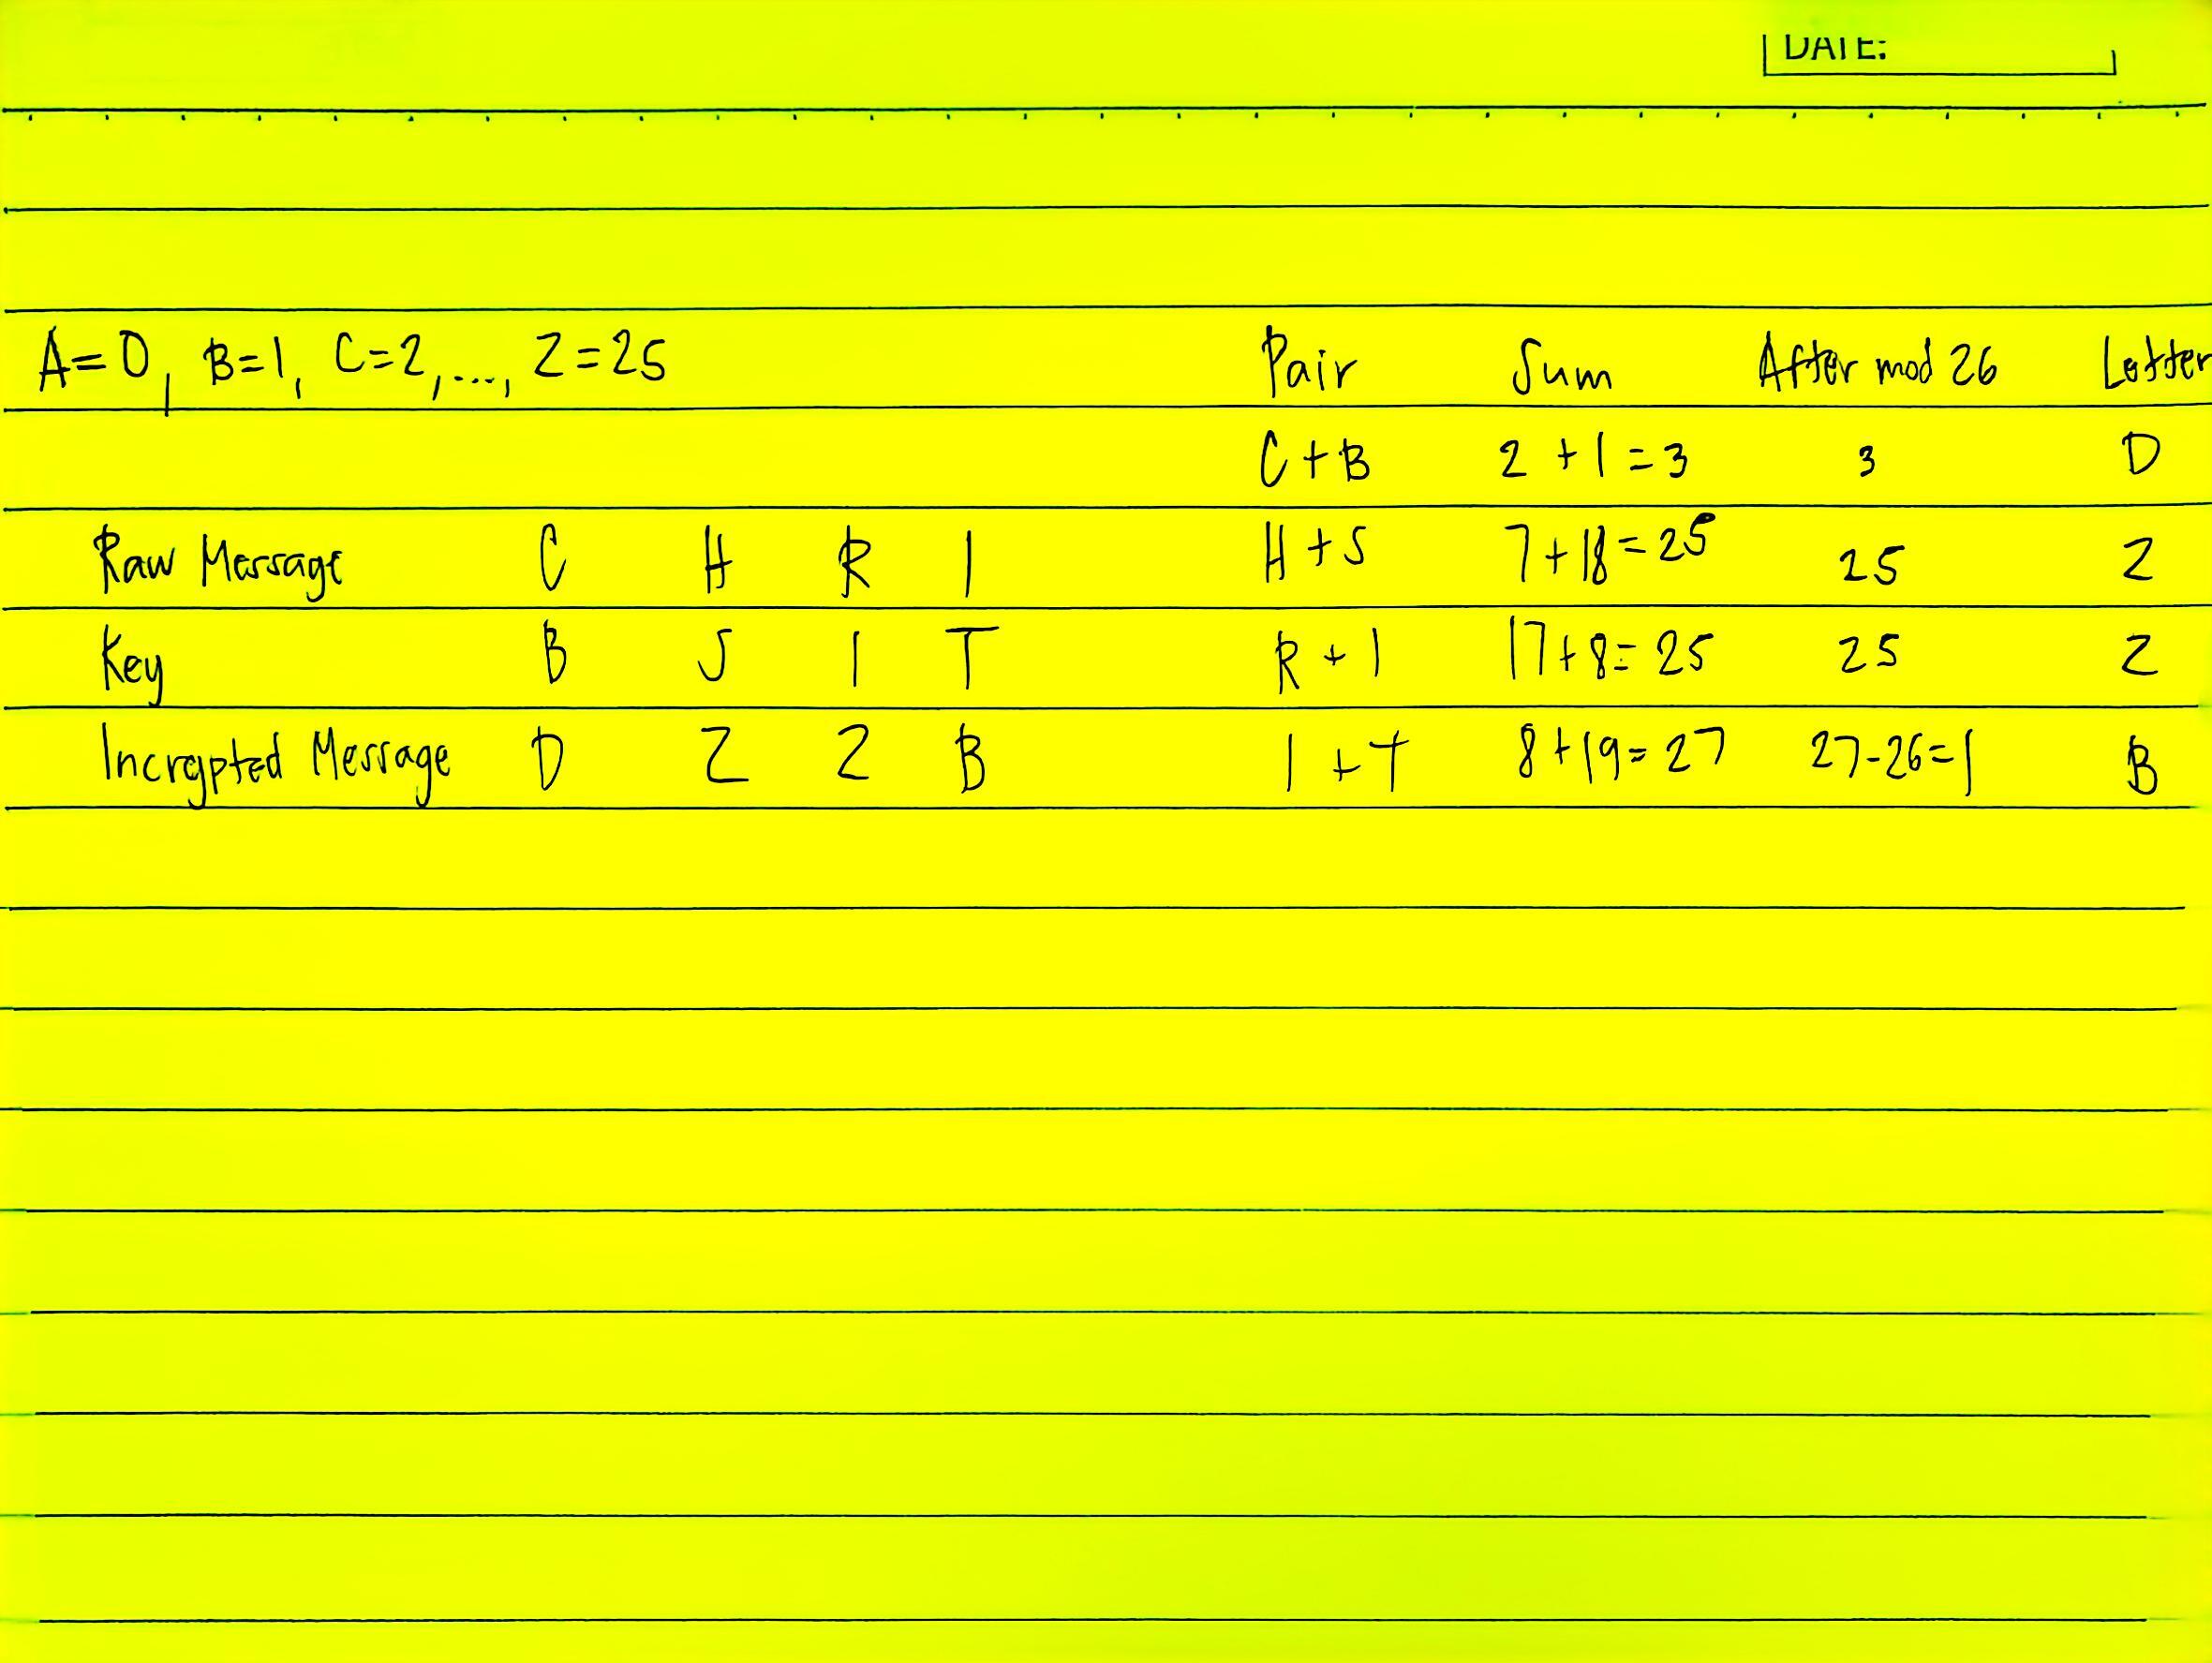 DATE:
A=0, B=1, C=2,..., Z=25 Pair Sum After mod 26 Letter
C+B 2+1=3 3 D
Raw Message C H R I H+S 7+18=25 25 Z
Key B S I T R+I 17+8=25 25 Z
Incrypted Message D Z Z B I+T 8+19=27 27-26=1 B